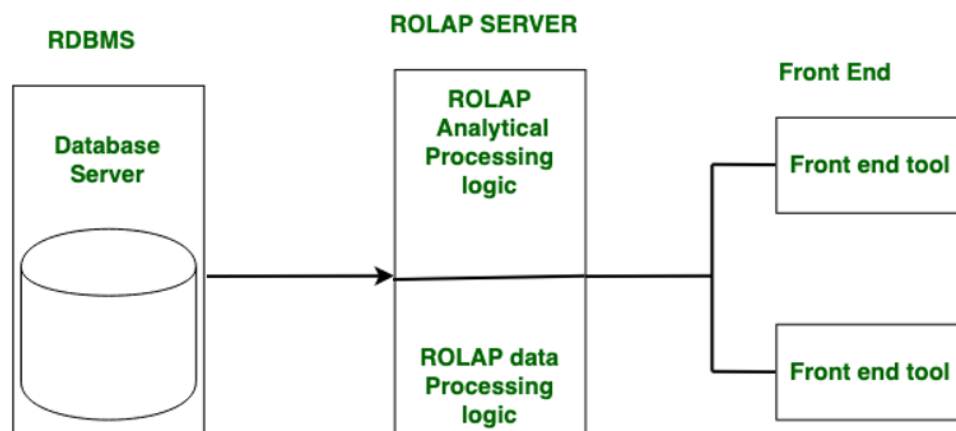 RDBMS
Database
Server
ROLAP SERVER
ROLAP
Analytical
Processing
logic
ROLAP data
Processing
logic
Front End
Front end tool
Front end tool